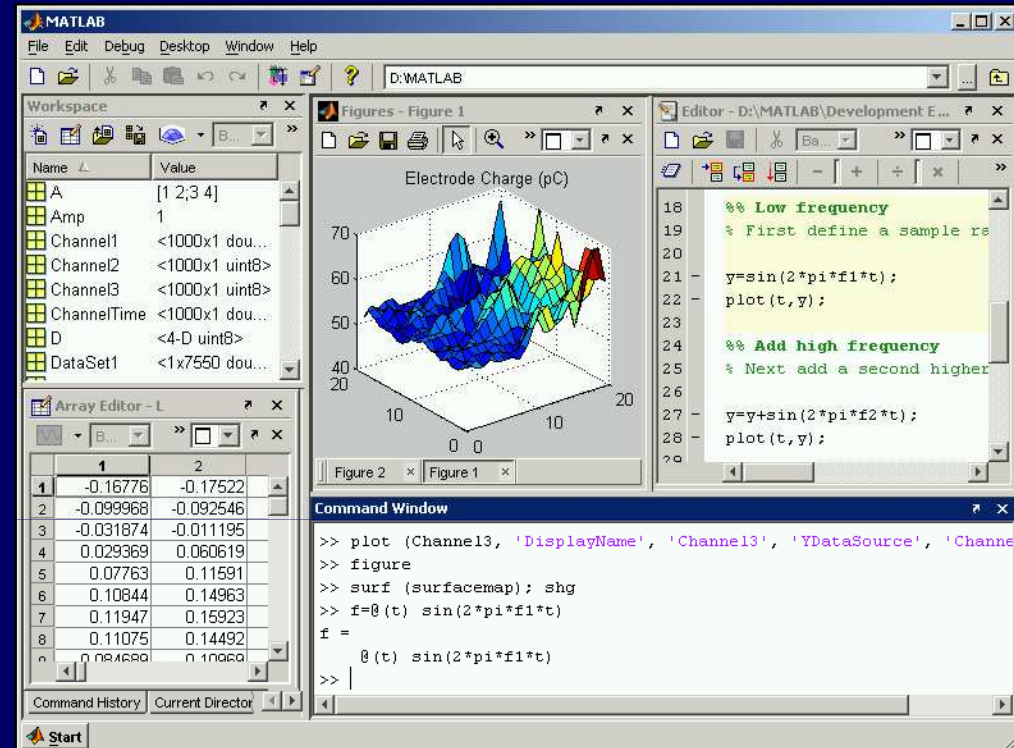 MATLAB
File Edit Debug Desktop Window Help
D:\MATLAB
Workspace
B...
Name Value
A [1 2;3 4]
Amp 1
Channel1 <1000x1 dou...
Channel2 <1000x1 uint8>
Channel3 <1000x1 uint8>
ChannelTime <1000x1 dou...
D <4-D uint8>
DataSet1 <1x7550 dou...
Array Editor - L
B...
1 2
1 -0.16776 -0.17522
2 -0.099968 -0.092546
3 -0.031874 -0.011195
4 0.029369 0.060619
5 0.07763 0.11591
6 0.10844 0.14963
7 0.11947 0.15923
8 0.11075 0.14492
9 0.084689 0.10969
Command History Current Director
Figures - Figure 1
Electrode Charge (pC)
70
60
50
40
20
10
0
0
10
20
Figure 2 × Figure 1 ×
Editor - D:\MATLAB\Development E...
Ba...
− + ÷ ×
18 %% Low frequency
19 % First define a sample ra
20
21 - y=sin(2*pi*f1*t);
22 - plot(t,y);
23
24 %% Add high frequency
25 % Next add a second higher
26
27 - y=y+sin(2*pi*f2*t);
28 - plot(t,y);
29
Command Window
>> plot (Channel3, 'DisplayName', 'Channel3', 'YDataSource', 'Channe
>> figure
>> surf (surfacemap); shg
>> f=@(t) sin(2*pi*f1*t)
f =
@(t) sin(2*pi*f1*t)
>>
Start